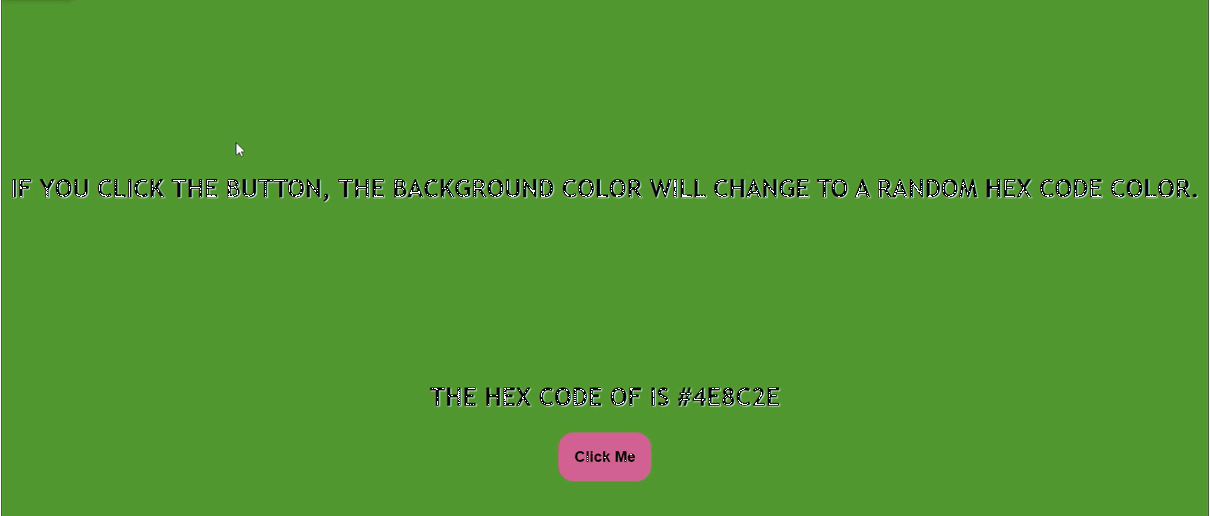 IF YOU CLICK THE BUTTON, THE BACKGROUND COLOR WILL CHANGE TO A RANDOM HEX CODE COLOR.
THE HEX CODE OF IS #4E8C2E
Click Me